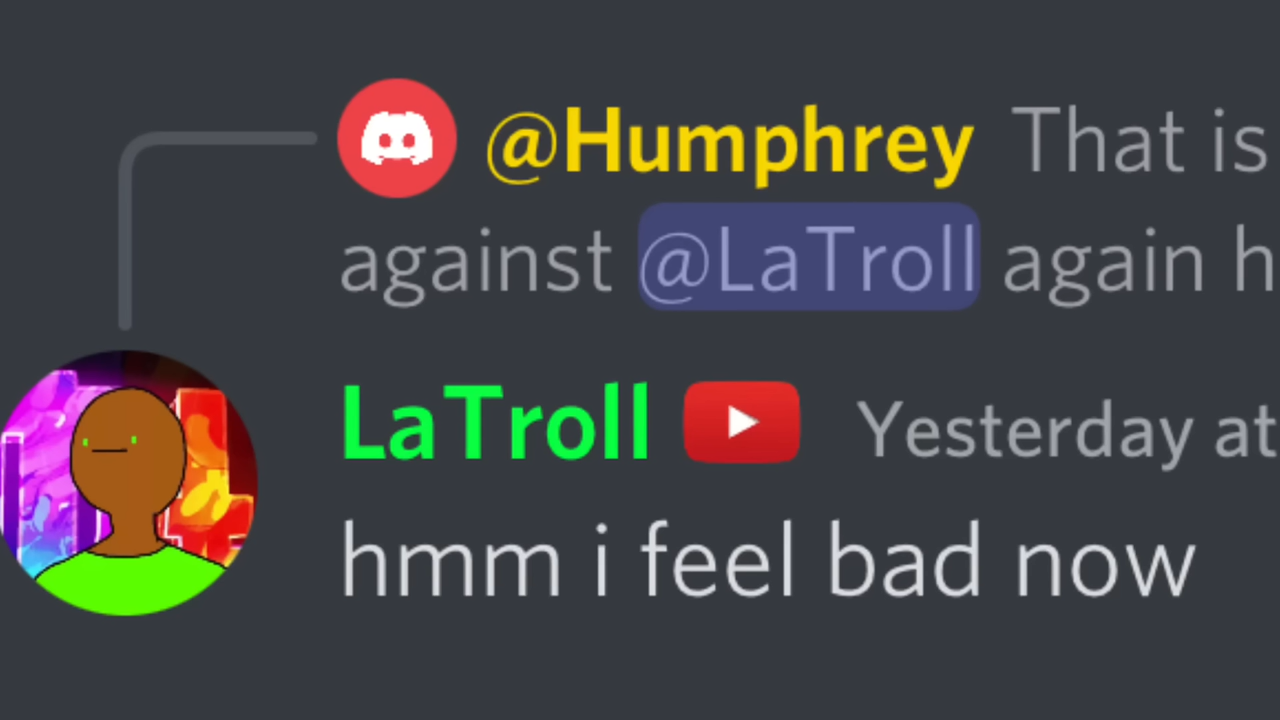 @Humphrey That is
against @LaTroll again h
LaTroll Yesterday at
hmm i feel bad now